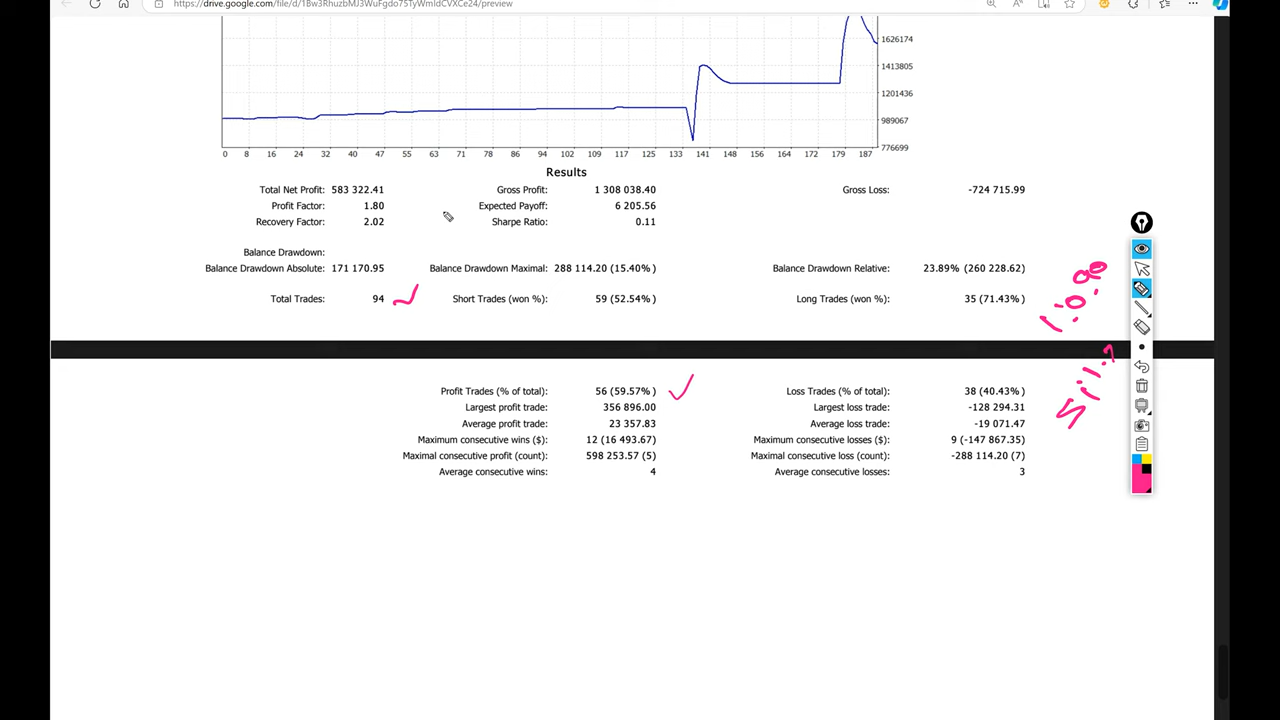 https://drive.google.com/file/d/1Bw3RhuzbMJ3WuFgdo75TyWmIdCVXCe24/preview
1626174
1413805
1201436
989067
776699
0 8 16 24 32 40 47 55 63 71 78 86 94 102 109 117 125 133 141 148 156 164 172 179 187
Results
Total Net Profit: 583 322.41 Gross Profit: 1 308 038.40 Gross Loss: -724 715.99
Profit Factor: 1.80 Expected Payoff: 6 205.56
Recovery Factor: 2.02 Sharpe Ratio: 0.11
Balance Drawdown:
Balance Drawdown Absolute: 171 170.95 Balance Drawdown Maximal: 288 114.20 (15.40%) Balance Drawdown Relative: 23.89% (260 228.62)
Total Trades: 94 Short Trades (won %): 59 (52.54%) Long Trades (won %): 35 (71.43%)
Profit Trades (% of total): 56 (59.57%) Loss Trades (% of total): 38 (40.43%)
Largest profit trade: 356 896.00 Largest loss trade: -128 294.31
Average profit trade: 23 357.83 Average loss trade: -19 071.47
Maximum consecutive wins ($): 12 (16 493.67) Maximum consecutive losses ($): 9 (-147 867.35)
Maximal consecutive profit (count): 598 253.57 (5) Maximal consecutive loss (count): -288 114.20 (7)
Average consecutive wins: 4 Average consecutive losses: 3